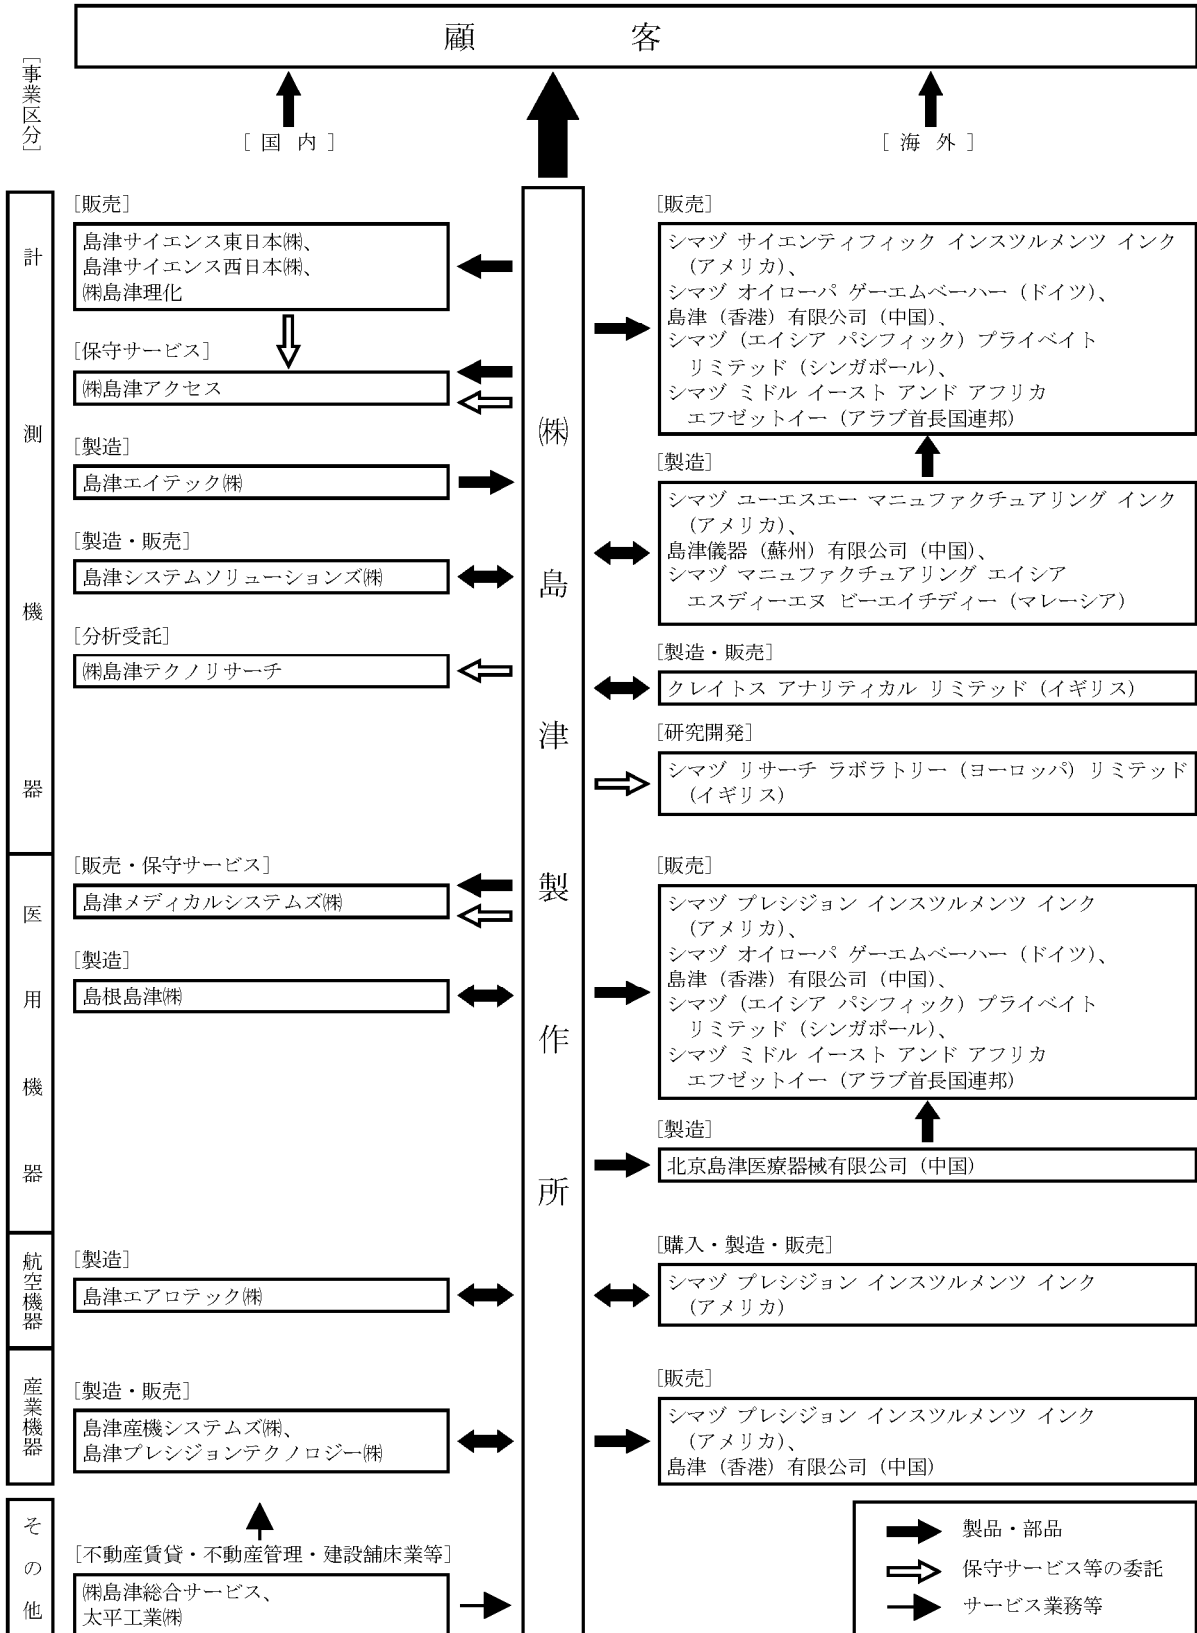 顧客
［事業区分］
［国内］
［海外］
計測機器
［販売］
島津サイエンス東日本㈱、
島津サイエンス西日本㈱、
㈱島津理化
［保守サービス］
㈱島津アクセス
［製造］
島津エイテック㈱
［製造・販売］
島津システムソリューションズ㈱
［分析受託］
㈱島津テクノリサーチ
㈱島津製作所
［販売］
シマヅ サイエンティフィック インスツルメンツ インク
（アメリカ）、
シマヅ オイローパ ゲーエムベーハー（ドイツ）、
島津（香港）有限公司（中国）、
シマヅ（エイシア パシフィック）プライベイト
リミテッド（シンガポール）、
シマヅ ミドル イースト アンド アフリカ
エフゼットイー（アラブ首長国連邦）
［製造］
シマヅ ユーエスエー マニュファクチュアリング インク
（アメリカ）、
島津儀器（蘇州）有限公司（中国）、
シマヅ マニュファクチュアリング エイシア
エスディーエヌ ビーエイチディー（マレーシア）
［製造・販売］
クレイトス アナリティカル リミテッド（イギリス）
［研究開発］
シマヅ リサーチ ラボラトリー（ヨーロッパ）リミテッド
（イギリス）
医用機器
［販売・保守サービス］
島津メディカルシステムズ㈱
［製造］
島根島津㈱
［販売］
シマヅ プレシジョン インスツルメンツ インク
（アメリカ）、
シマヅ オイローパ ゲーエムベーハー（ドイツ）、
島津（香港）有限公司（中国）、
シマヅ（エイシア パシフィック）プライベイト
リミテッド（シンガポール）、
シマヅ ミドル イースト アンド アフリカ
エフゼットイー（アラブ首長国連邦）
［製造］
北京島津医療器械有限公司（中国）
航空機器
［製造］
島津エアロテック㈱
［購入・製造・販売］
シマヅ プレシジョン インスツルメンツ インク
（アメリカ）
産業機器
［製造・販売］
島津産機システムズ㈱、
島津プレシジョンテクノロジー㈱
［販売］
シマヅ プレシジョン インスツルメンツ インク
（アメリカ）、
島津（香港）有限公司（中国）
その他
［不動産賃貸・不動産管理・建設舗床業等］
㈱島津総合サービス、
太平工業㈱
製品・部品
保守サービス等の委託
サービス業務等